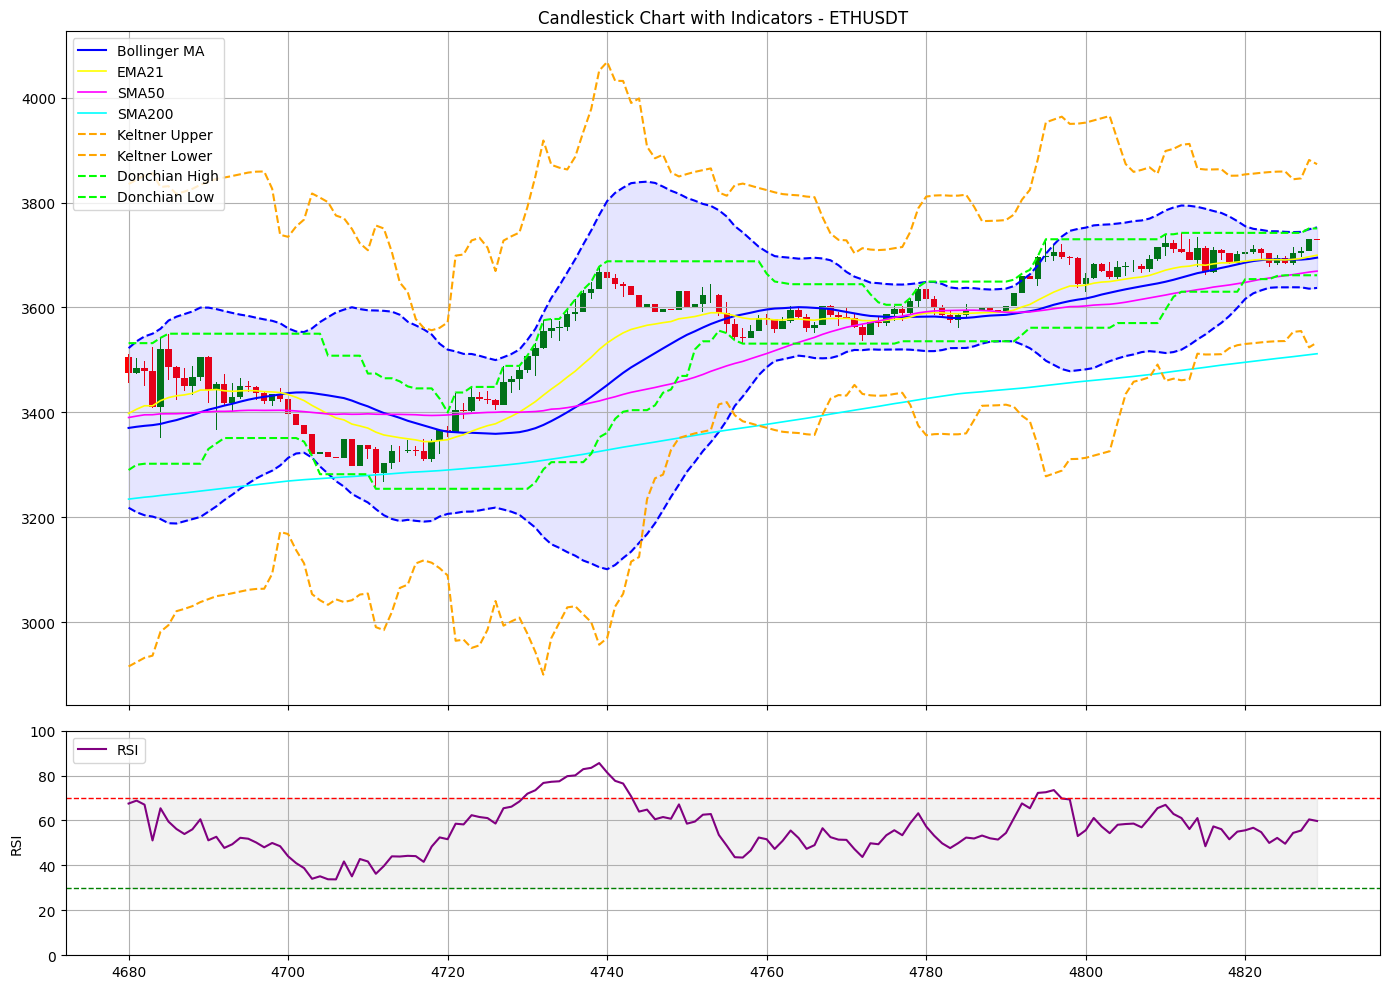 Candlestick Chart with Indicators - ETHUSDT
Bollinger MA
EMA21
SMA50
SMA200
Keltner Upper
Keltner Lower
Donchian High
Donchian Low
4000
3800
3600
3400
3200
3000
RSI
100
80
60
40
20
0
RSI
4680
4700
4720
4740
4760
4780
4800
4820